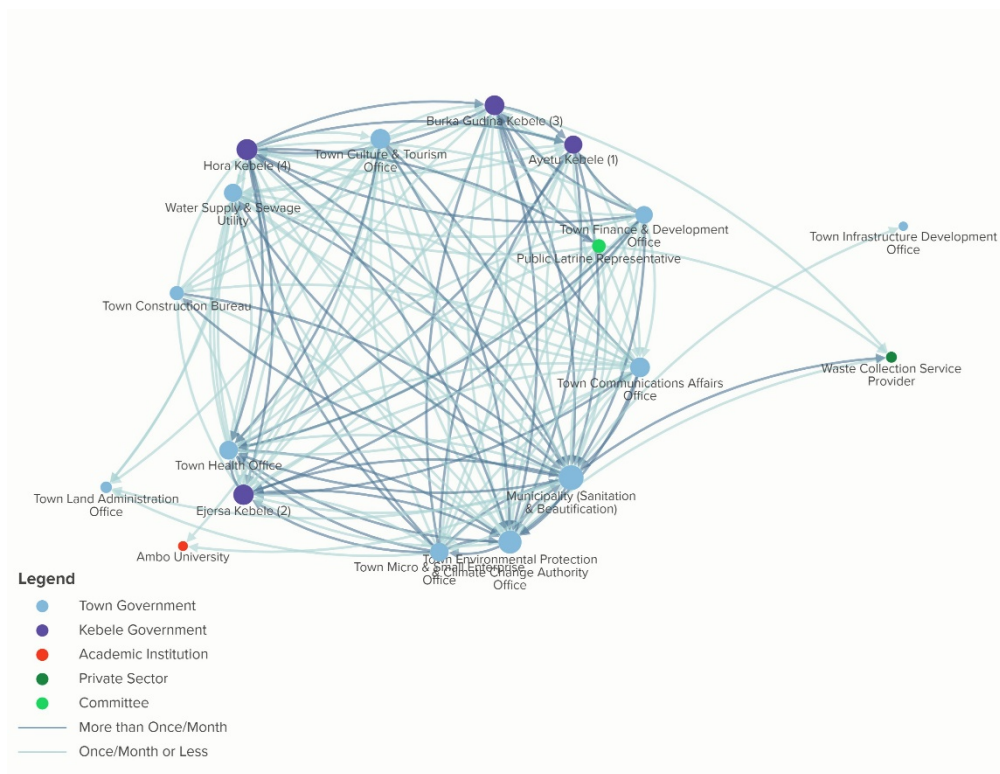 Burka Gudina Kebele (3)
Town Culture & Tourism
Office
Hora Kebele (4)
Ayetu Kebele (1)
Water Supply & Sewage
Utility
Town Finance & Development
Office
Town Infrastructure Development
Office
Public Latrine Representative
Town Construction Bureau
Waste Collection Service
Provider
Town Communications Affairs
Office
Town Health Office
Town Land Administration
Office
Ejersa Kebele (2)
Municipality (Sanitation
& Beautification)
Ambo University
Town Micro & Small Enterprise
Office
Town Environmental Protection
& Climate Change Authority
Office
Legend
Town Government
Kebele Government
Academic Institution
Private Sector
Committee
More than Once/Month
Once/Month or Less